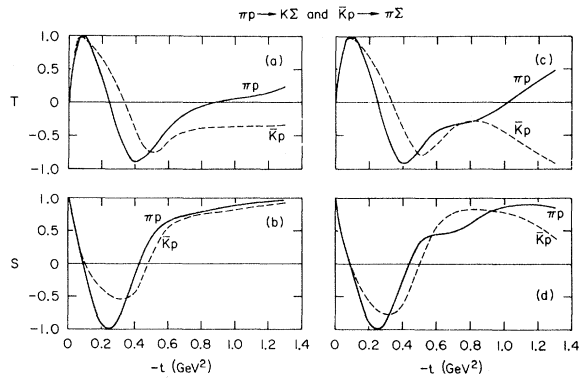 πp → KΣ and K̄p → πΣ
1.0
0.5
T 0
-0.5
-1.0
(a)
πp
K̄p
(c)
πp
K̄p
1.0
0.5
S 0
-0.5
-1.0
πp
K̄p
(b)
πp
K̄p
(d)
0 0.2 0.4 0.6 0.8 1.0 1.2 1.4
0 0.2 0.4 0.6 0.8 1.0 1.2 1.4
-t (GeV²)
-t (GeV²)